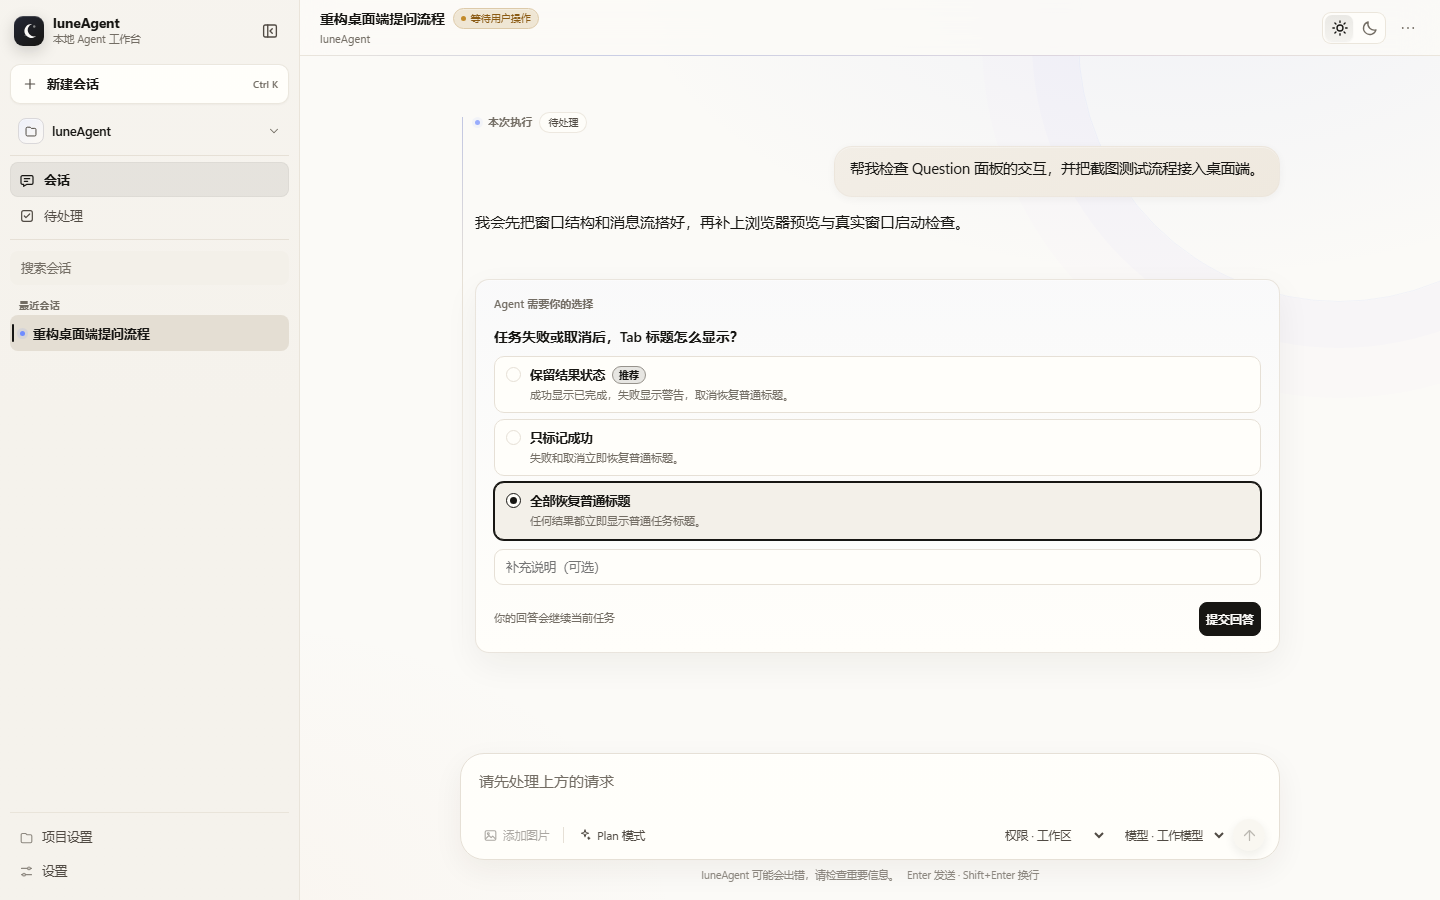 luneAgent
本地 Agent 工作台
新建会话 Ctrl K
luneAgent
会话
待处理
搜索会话
最近会话
重构桌面端提问流程
项目设置
设置
重构桌面端提问流程 等待用户操作
luneAgent
本次执行 待处理
帮我检查 Question 面板的交互，并把截图测试流程接入桌面端。
我会先把窗口结构和消息流搭好，再补上浏览器预览与真实窗口启动检查。
Agent 需要你的选择
任务失败或取消后，Tab 标题怎么显示？
保留结果状态 推荐
成功显示已完成，失败显示警告，取消恢复普通标题。
只标记成功
失败和取消立即恢复普通标题。
全部恢复普通标题
任何结果都立即显示普通任务标题。
补充说明（可选）
你的回答会继续当前任务 提交回答
请先处理上方的请求
添加图片 Plan 模式 权限 · 工作区 模型 · 工作模型
luneAgent 可能会出错，请检查重要信息。 Enter 发送 · Shift+Enter 换行